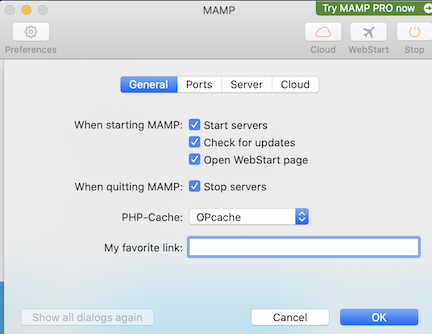 MAMP
Try MAMP PRO now
Preferences
Cloud WebStart Stop
General Ports Server Cloud
When starting MAMP: Start servers
Check for updates
Open WebStart page
When quitting MAMP: Stop servers
PHP-Cache: OPcache
My favorite link:
Show all dialogs again Cancel OK